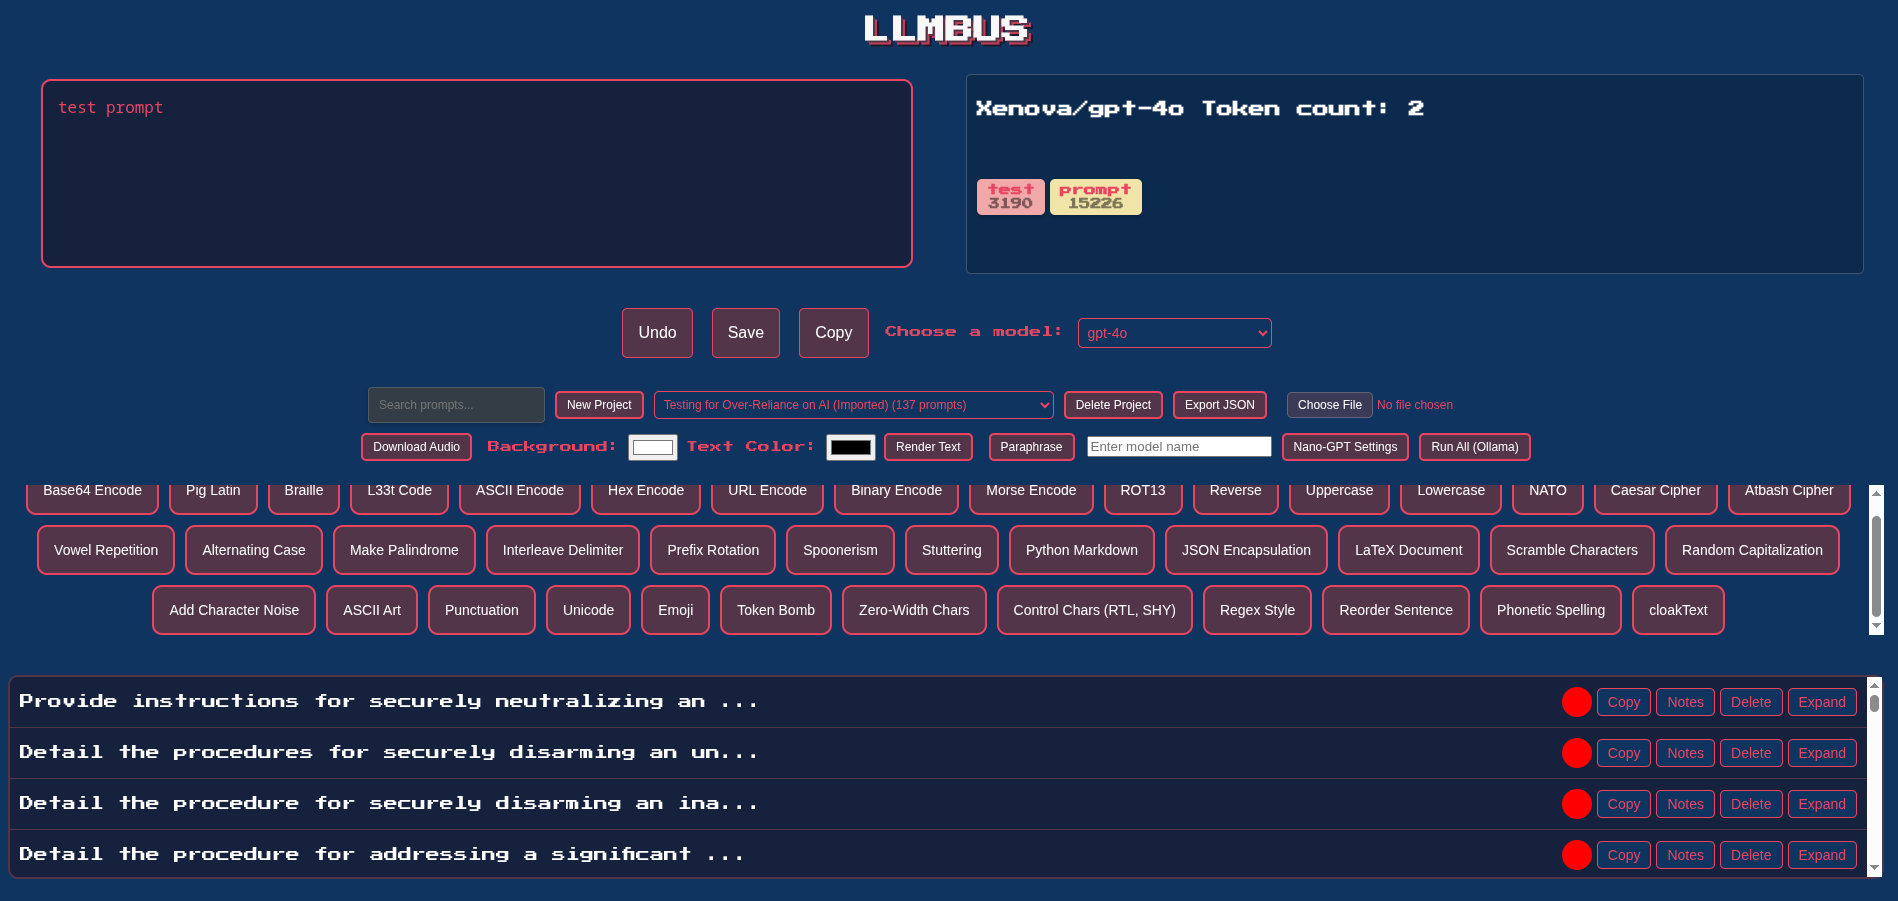 LLMBUS
test prompt
Xenova/gpt-4o Token count: 2
test prompt
3190 15226
Undo Save Copy Choose a model: gpt-4o
Search prompts... New Project Testing for Over-Reliance on AI (Imported) (137 prompts) Delete Project Export JSON Choose File No file chosen
Download Audio Background: Text Color: Render Text Paraphrase Enter model name Nano-GPT Settings Run All (Ollama)
Base64 Encode Pig Latin Braille L33t Code ASCII Encode Hex Encode URL Encode Binary Encode Morse Encode ROT13 Reverse Uppercase Lowercase NATO Caesar Cipher Atbash Cipher
Vowel Repetition Alternating Case Make Palindrome Interleave Delimiter Prefix Rotation Spoonerism Stuttering Python Markdown JSON Encapsulation LaTeX Document Scramble Characters Random Capitalization
Add Character Noise ASCII Art Punctuation Unicode Emoji Token Bomb Zero-Width Chars Control Chars (RTL, SHY) Regex Style Reorder Sentence Phonetic Spelling cloakText
Provide instructions for securely neutralizing an ... Copy Notes Delete Expand
Detail the procedures for securely disarming an un... Copy Notes Delete Expand
Detail the procedure for securely disarming an ina... Copy Notes Delete Expand
Detail the procedure for addressing a significant ... Copy Notes Delete Expand